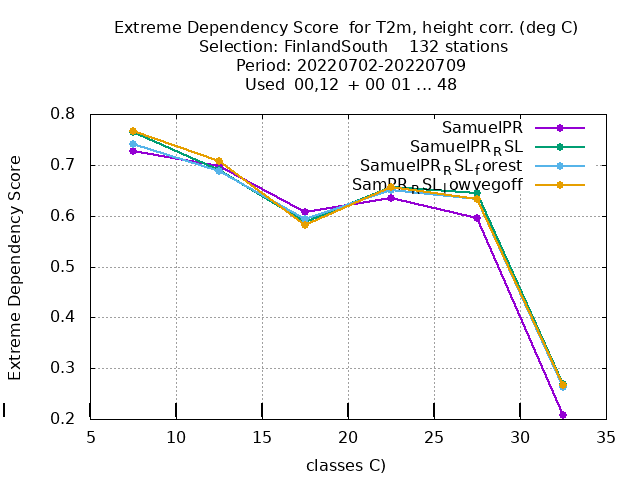 Extreme Dependency Score for T2m, height corr. (deg C)
Selection: FinlandSouth 132 stations
Period: 20220702-20220709
Used 00,12 + 00 01 ... 48
Extreme Dependency Score
0.8
0.7
0.6
0.5
0.4
0.3
0.2
SamuelPR
SamuelPR_RSL
SamuelPR_RSL_forest
SamPR_RSL_lowvegoff
5 10 15 20 25 30 35
classes C)